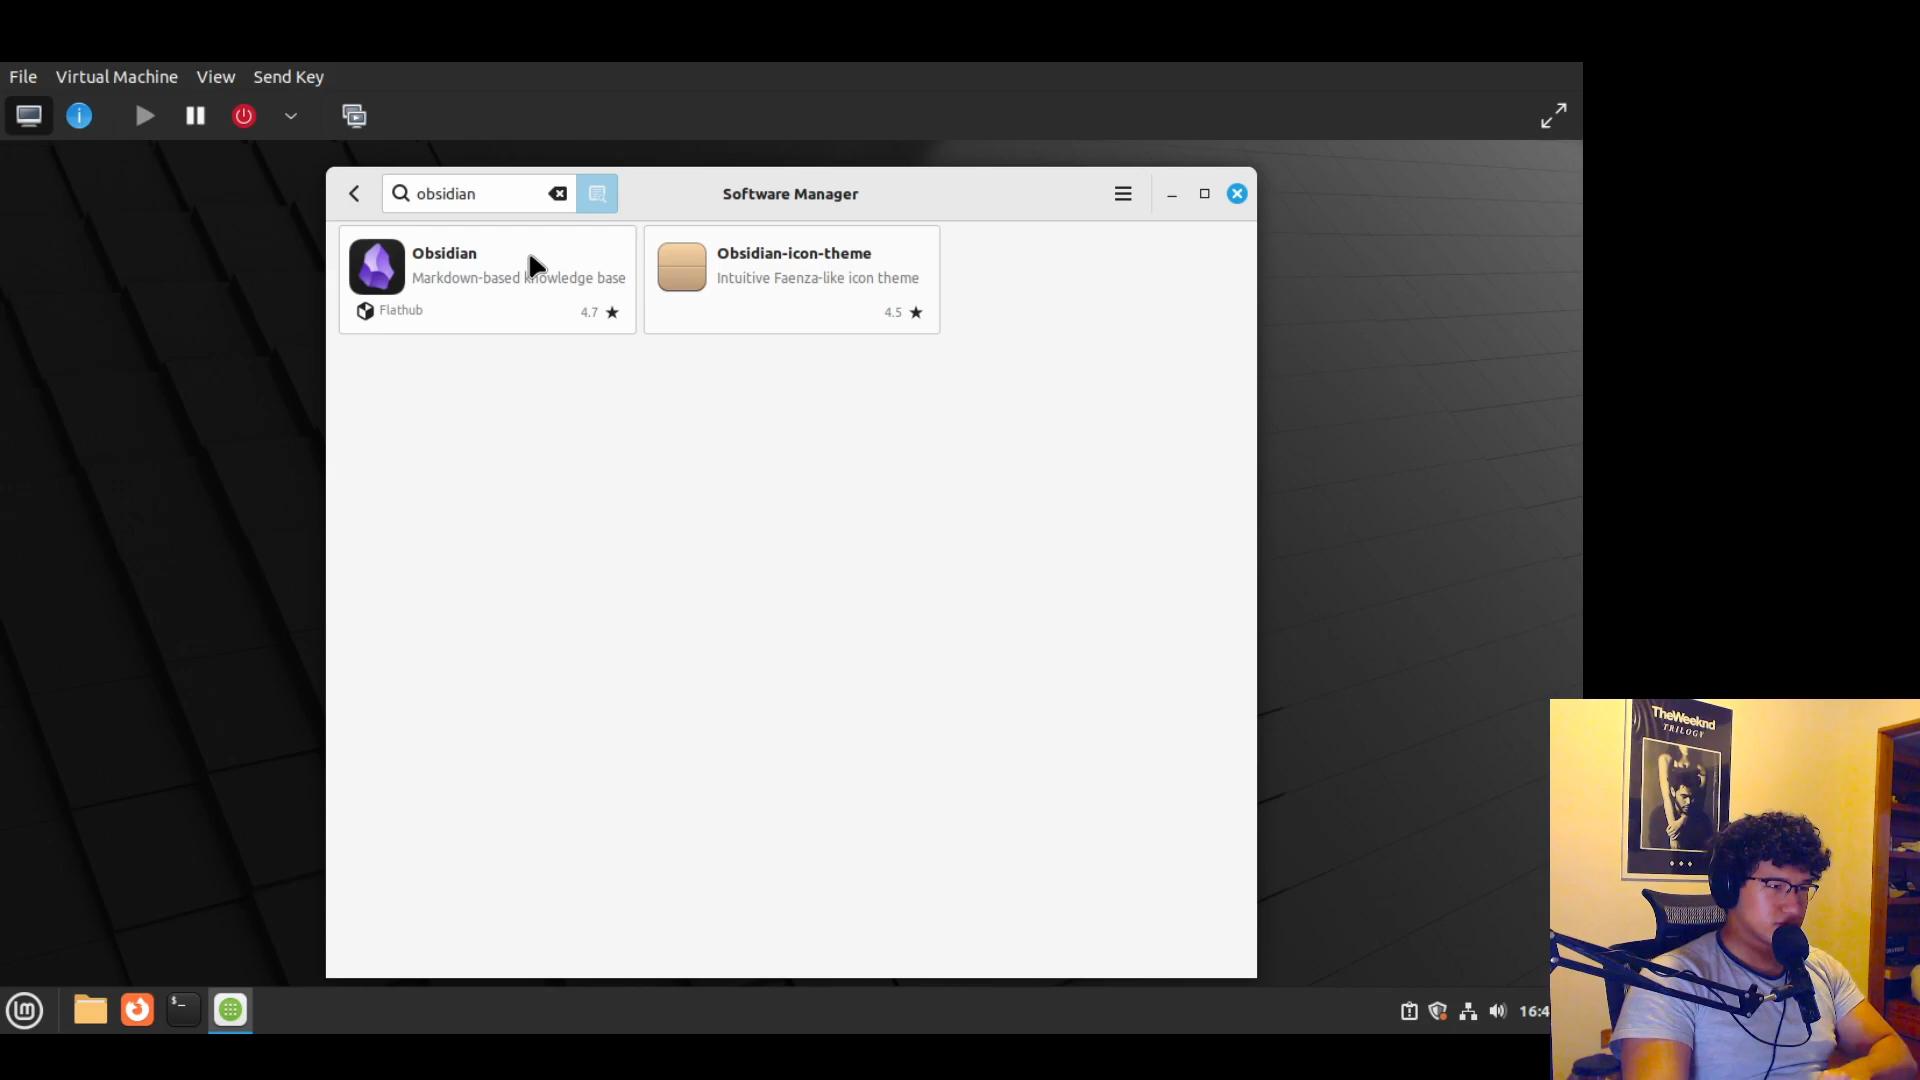 File Virtual Machine View Send Key
obsidian
Software Manager
Obsidian
Markdown-based knowledge base
Flathub
4.7 ★
Obsidian-icon-theme
Intuitive Faenza-like icon theme
4.5 ★
16:4
TheWeeknd
TRILOGY